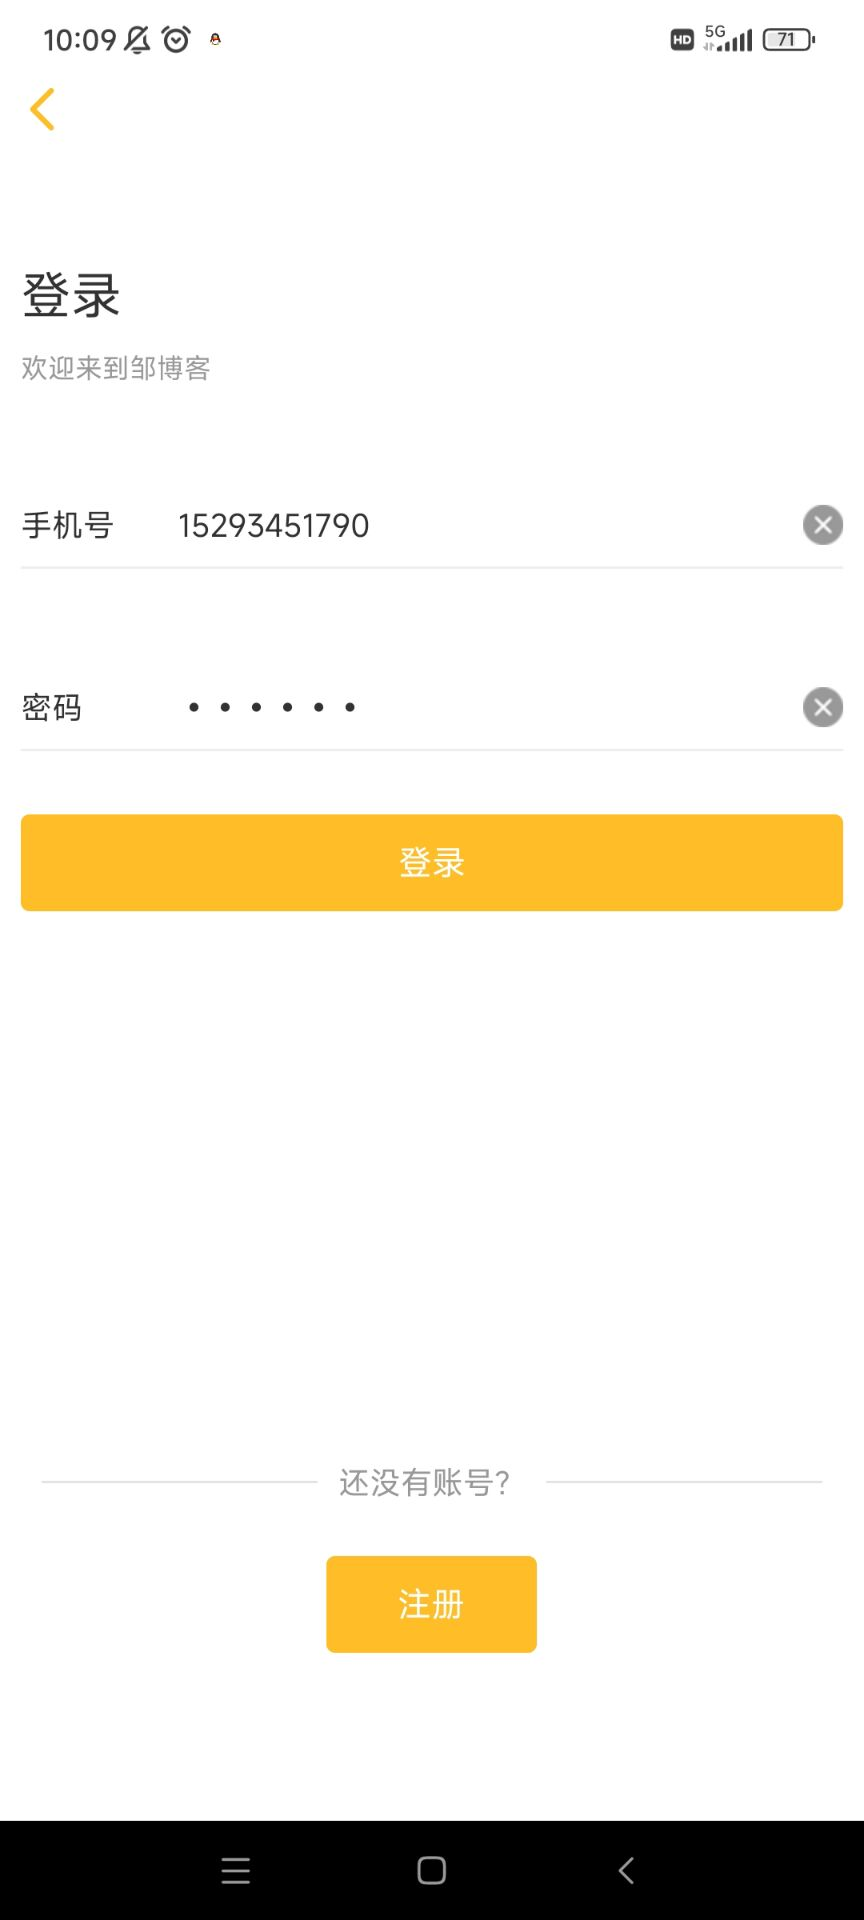 10:09 HD 5G 71
登录
欢迎来到邹博客
手机号 15293451790
密码 ••••••
登录
还没有账号?
注册